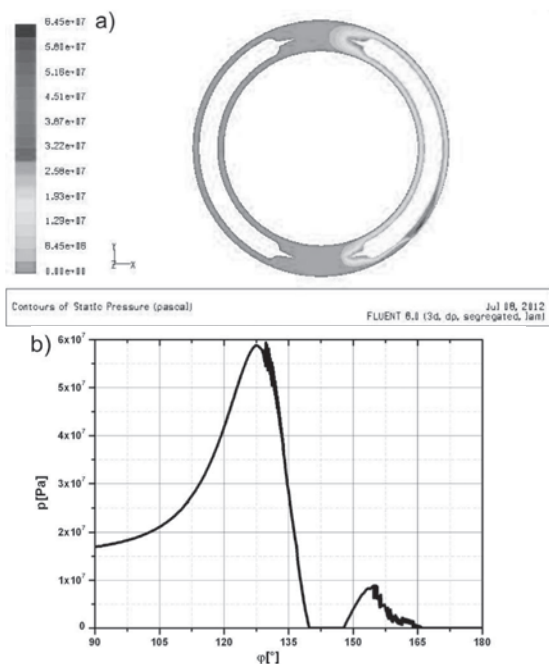 a)
6.45e+07
5.81e+07
5.16e+07
4.51e+07
3.87e+07
3.22e+07
2.58e+07
1.93e+07
1.29e+07
6.45e+06
0.00e+00
Y
Z X
Contours of Static Pressure (pascal)
Jul 08, 2012
FLUENT (3d, dp, segregated, lam)
b)
6x10⁷
5x10⁷
4x10⁷
3x10⁷
2x10⁷
1x10⁷
0
p[Pa]
90 105 120 135 150 165 180
φ[°]